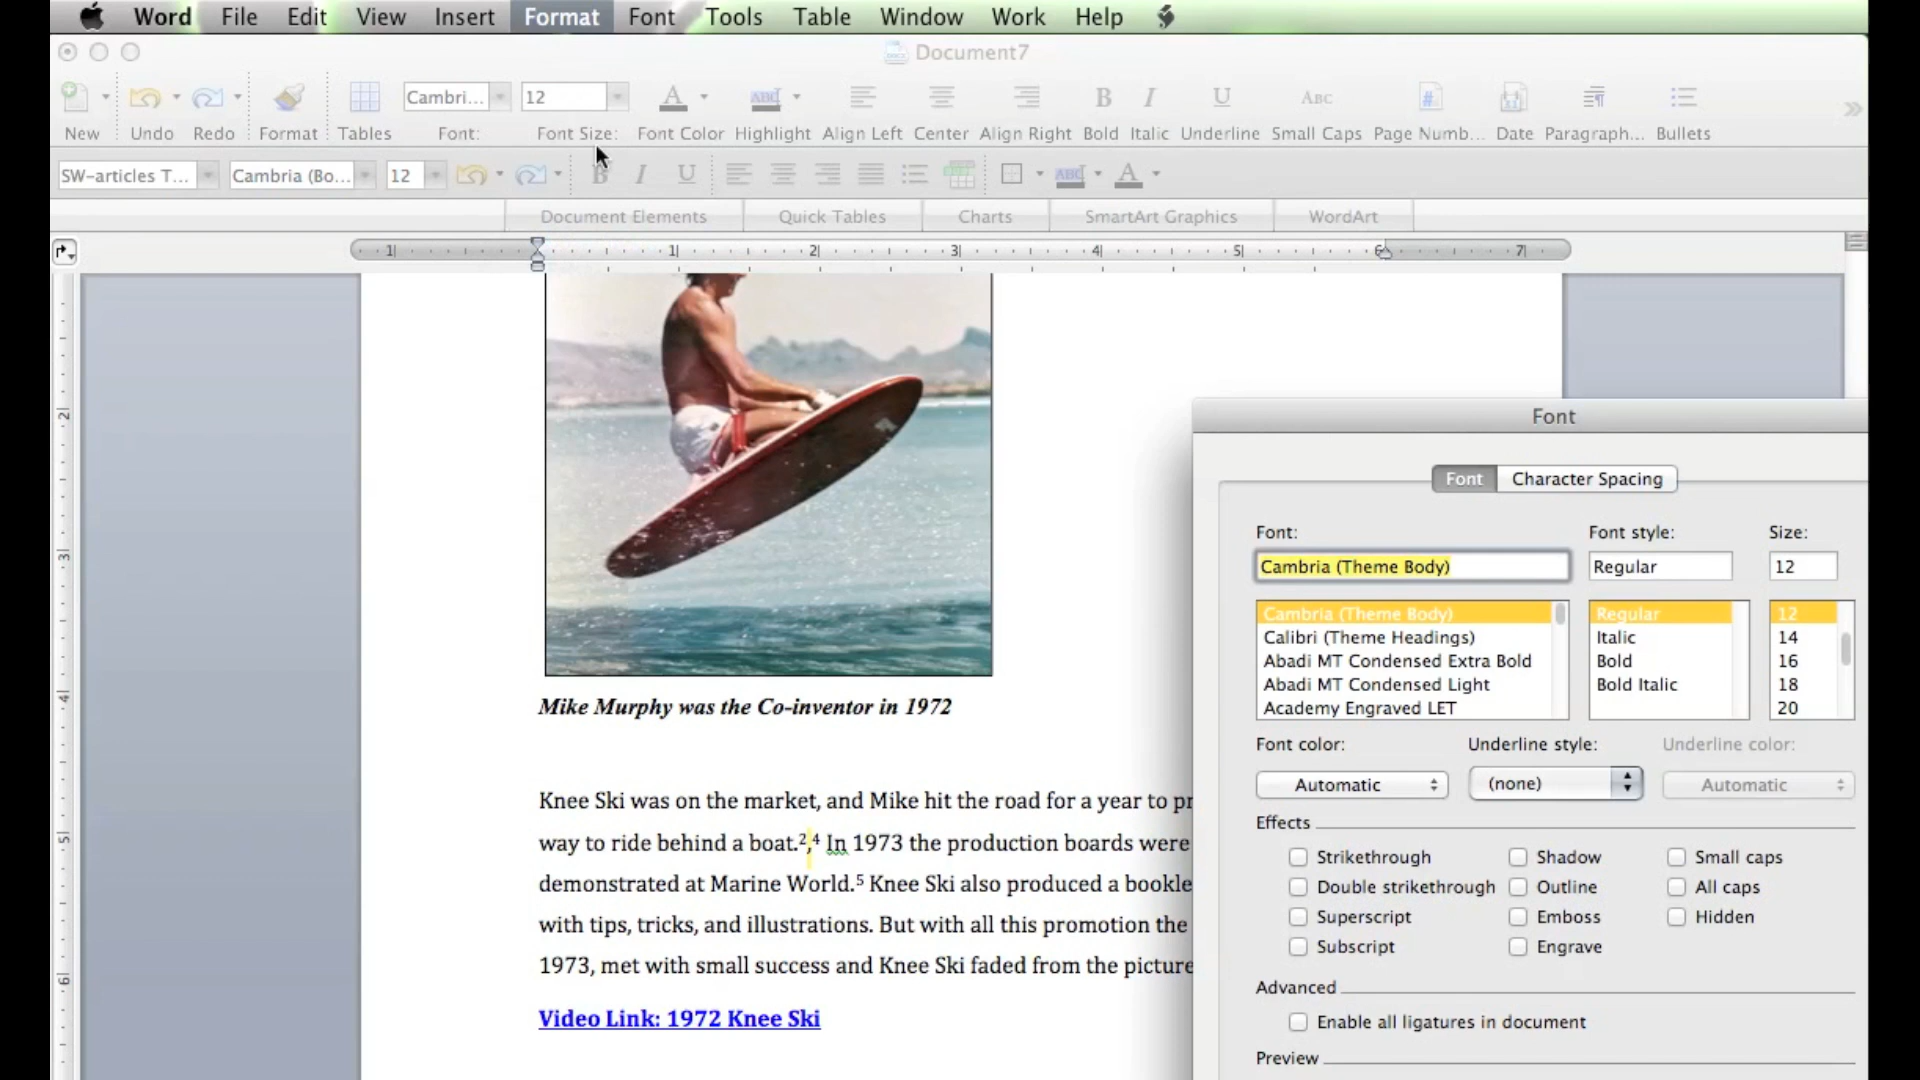 Word File Edit View Insert Format Font Tools Table Window Work Help
Document7
Cambri... 12
New Undo Redo Format Tables Font: Font Size: Font Color Highlight Align Left Center Align Right Bold Italic Underline Small Caps Page Numb... Date Paragraph... Bullets
SW-articles T... Cambria (Bo... 12
Document Elements Quick Tables Charts SmartArt Graphics WordArt
1 1 2 3 4 5 6 7
Mike Murphy was the Co-inventor in 1972
Knee Ski was on the market, and Mike hit the road for a year to pr
way to ride behind a boat.²,⁴ In 1973 the production boards were
demonstrated at Marine World.⁵ Knee Ski also produced a bookle
with tips, tricks, and illustrations. But with all this promotion the
1973, met with small success and Knee Ski faded from the picture
Video Link: 1972 Knee Ski
Font
Font Character Spacing
Font: Font style: Size:
Cambria (Theme Body) Regular 12
Cambria (Theme Body) Regular 12
Calibri (Theme Headings) Italic 14
Abadi MT Condensed Extra Bold Bold 16
Abadi MT Condensed Light Bold Italic 18
Academy Engraved LET 20
Font color: Underline style: Underline color:
Automatic (none) Automatic
Effects
Strikethrough Shadow Small caps
Double strikethrough Outline All caps
Superscript Emboss Hidden
Subscript Engrave
Advanced
Enable all ligatures in document
Preview